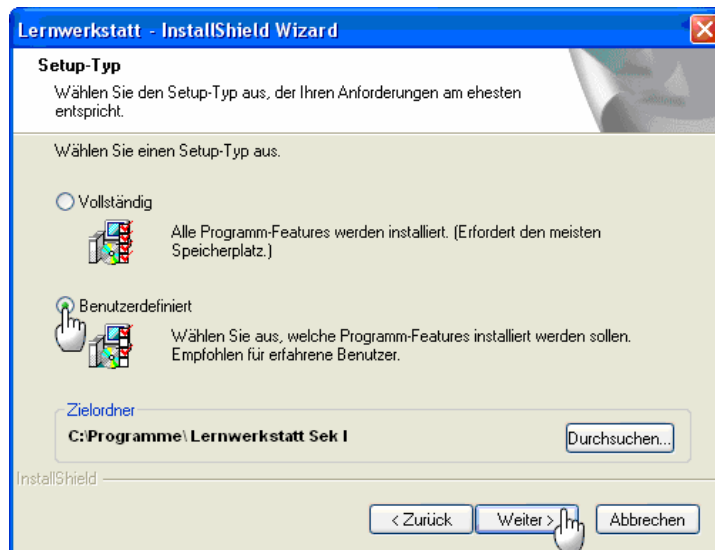 Lernwerkstatt - InstallShield Wizard
Setup-Typ
Wählen Sie den Setup-Typ aus, der Ihren Anforderungen am ehesten
entspricht.
Wählen Sie einen Setup-Typ aus.
Vollständig
Alle Programm-Features werden installiert. (Erfordert den meisten
Speicherplatz.)
Benutzerdefiniert
Wählen Sie aus, welche Programm-Features installiert werden sollen.
Empfohlen für erfahrene Benutzer.
Zielordner
C:\Programme\ Lernwerkstatt Sek I
Durchsuchen...
InstallShield
< Zurück
Weiter >
Abbrechen